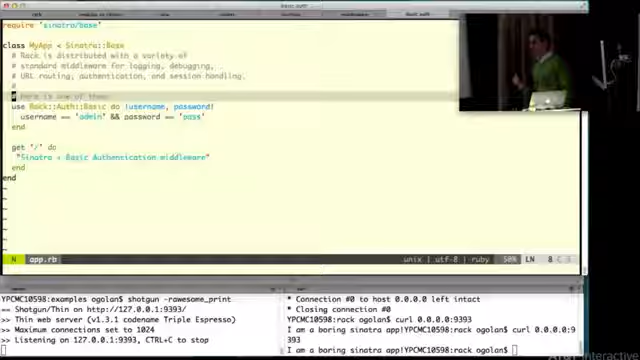 require 'sinatra/base'
class MyApp < Sinatra::Base
# Rack is distributed with a variety of
# standard middleware for logging, debugging,
# URL routing, authentication, and session handling.
#
# Here is one of them
use Rack::Auth::Basic do |username, password|
username == 'admin' && password == 'pass'
end
get '/' do
"Sinatra + Basic Authentication middleware"
end
end
~
~
~
~
~
~
~
N app.rb unix | utf-8 | ruby 50% LN 8
YPCMC10598:examples ogolan$ shotgun -rawesome_print
== Shotgun/Thin on http://127.0.0.1:9393/
>> Thin web server (v1.3.1 codename Triple Espresso)
>> Maximum connections set to 1024
>> Listening on 127.0.0.1:9393, CTRL+C to stop
* Connection #0 to host 0.0.0.0 left intact
* Closing connection #0
YPCMC10598:rack ogolan$ curl 0.0.0.0:9393
I am a boring sinatra app!YPCMC10598:rack ogolan$ curl 0.0.0.0:9
393
I am a boring sinatra app!YPCMC10598:rack ogolan$
Interactive